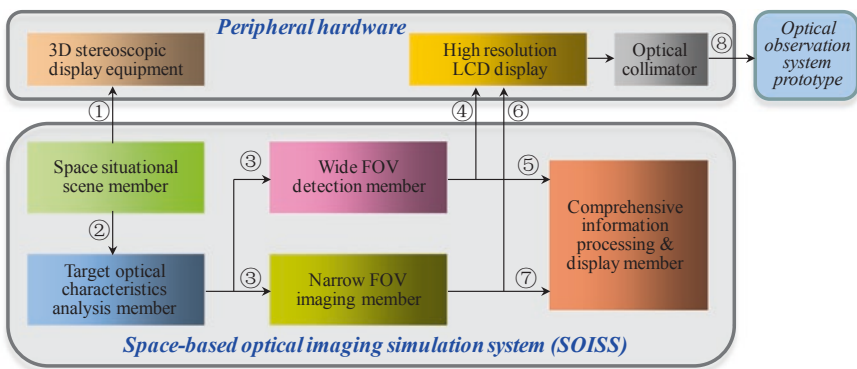 Peripheral hardware
3D stereoscopic
display equipment
High resolution
LCD display
Optical
collimator
⑧
Optical
observation
system
prototype
①
④
⑥
Space situational
scene member
③
Wide FOV
detection member
⑤
②
Comprehensive
information
processing &
display member
Target optical
characteristics
analysis member
③
Narrow FOV
imaging member
⑦
Space-based optical imaging simulation system (SOISS)